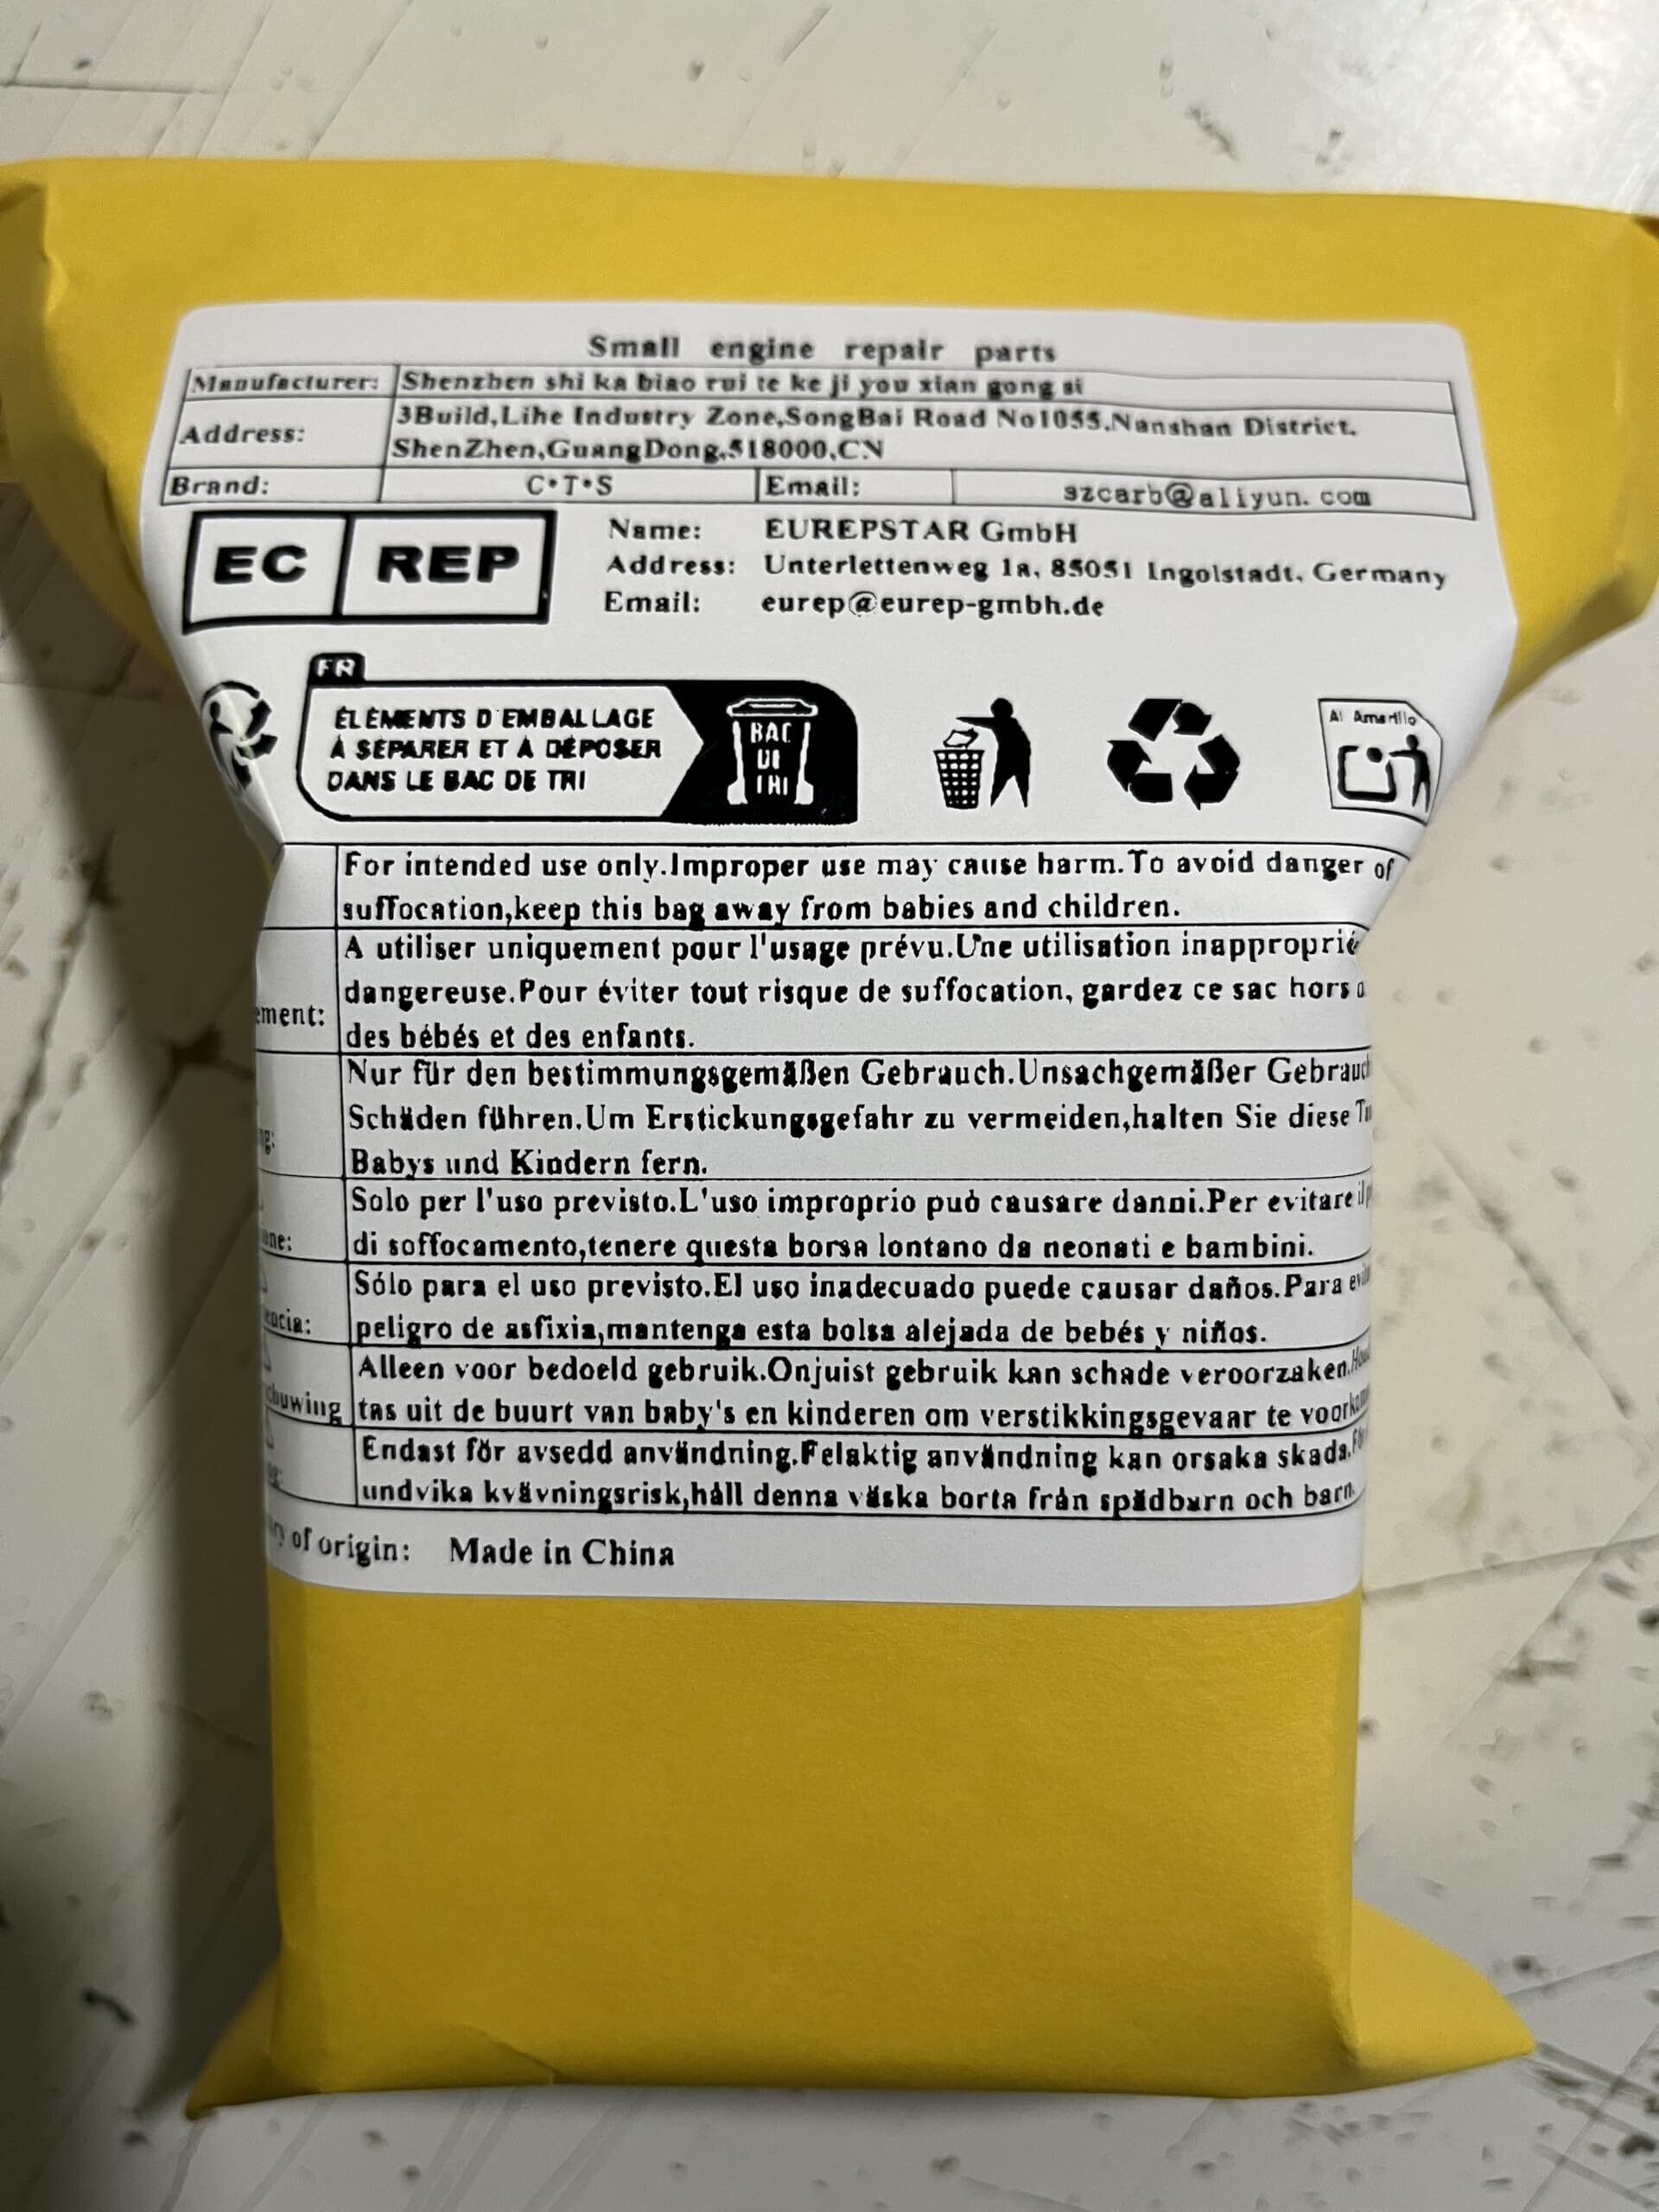 Small engine repair parts
Manufacturer: Shenzhen shi ka biao rui te ke ji you xian gong si
Address: 3Build,Lihe Industry Zone,SongBai Road No1055,Nanshan District,
ShenZhen,GuangDong,518000,CN
Brand: C•T•S Email: szcarb@aliyun.com
EC REP
Name: EUREPSTAR GmbH
Address: Unterlettenweg 1a, 85051 Ingolstadt, Germany
Email: eurep@eurep-gmbh.de
FR
ÉLÉMENTS D'EMBALLAGE
À SÉPARER ET À DÉPOSER
DANS LE BAC DE TRI
BAC
DE
TRI
Al Amarillo
For intended use only.Improper use may cause harm.To avoid danger of
suffocation,keep this bag away from babies and children.
A utiliser uniquement pour l'usage prévu.Une utilisation inapproprié
dangereuse.Pour éviter tout risque de suffocation, gardez ce sac hors
ement: des bébés et des enfants.
Nur für den bestimmungsgemäßen Gebrauch.Unsachgemäßer Gebrauch
Schäden führen.Um Erstickungsgefahr zu vermeiden,halten Sie diese
ng: Babys und Kindern fern.
Solo per l'uso previsto.L'uso improprio può causare danni.Per evitare il
one: di soffocamento,tenere questa borsa lontano da neonati e bambini.
Sólo para el uso previsto.El uso inadecuado puede causar daños.Para
encia: peligro de asfixia,mantenga esta bolsa alejada de bebés y niños.
Alleen voor bedoeld gebruik.Onjuist gebruik kan schade veroorzaken.
chuwing tas uit de buurt van baby's en kinderen om verstikkingsgevaar te voorkom
Endast för avsedd användning.Felaktig användning kan orsaka skada.
ng: undvika kvävningsrisk,håll denna väska borta från spädbarn och barn.
ry of origin: Made in China